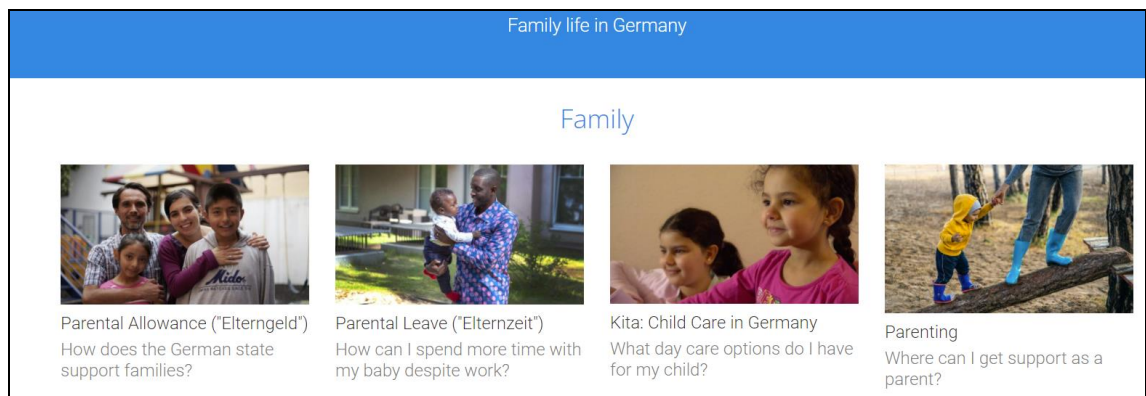 Family life in Germany
Family
Mido
Parental Allowance ("Elterngeld")
How does the German state
support families?
Parental Leave ("Elternzeit")
How can I spend more time with
my baby despite work?
Kita: Child Care in Germany
What day care options do I have
for my child?
Parenting
Where can I get support as a
parent?